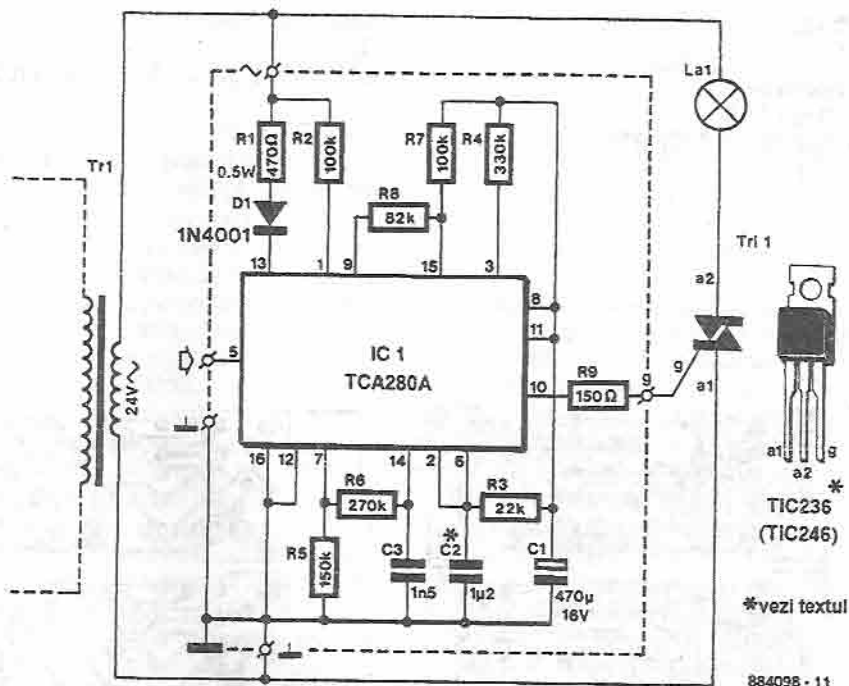 La1
R1
470Ω
0.5W
R2
100k
R7
100k
R4
330k
Tr1
D1
1N4001
R8
82k
Tri 1
13
1
9
15
3
a2
8
11
5
IC 1
TCA280A
10
R9
150Ω
g
g
a1
24V~
16
12
7
14
2
6
a1
a2
g
R6
270k
R3
22k
*
TIC236
(TIC246)
R5
150k
C3
1n5
*
C2
1µ2
C1
470µ
16V
*vezi textul
884098 - 11